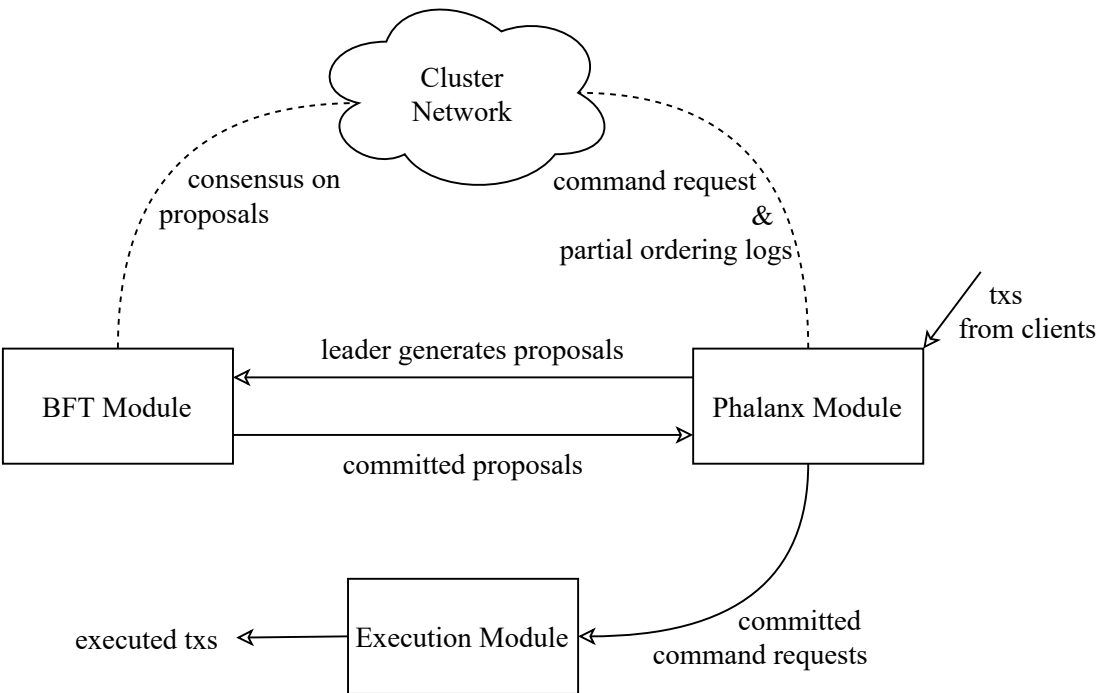 Cluster
Network
consensus on
proposals
command request
&
partial ordering logs
txs
from clients
leader generates proposals
BFT Module
Phalanx Module
committed proposals
committed
command requests
executed txs
Execution Module